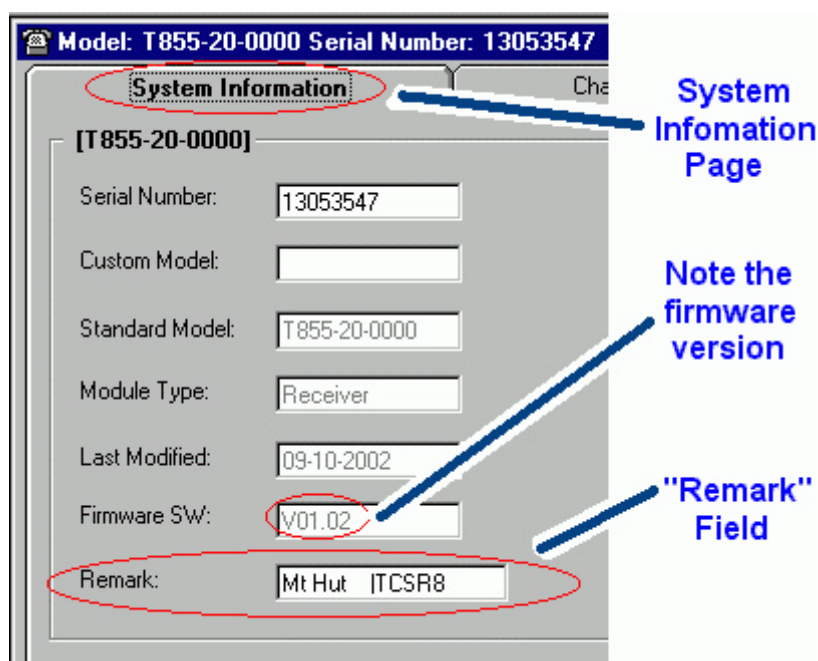 Model: T855-20-0000 Serial Number: 13053547
System Information
Cha
[T855-20-0000]
Serial Number: 13053547
Custom Model:
Standard Model: T855-20-0000
Module Type: Receiver
Last Modified: 09-10-2002
Firmware SW: V01.02
Remark: Mt Hut |TCSR8
System
Infomation
Page
Note the
firmware
version
"Remark"
Field